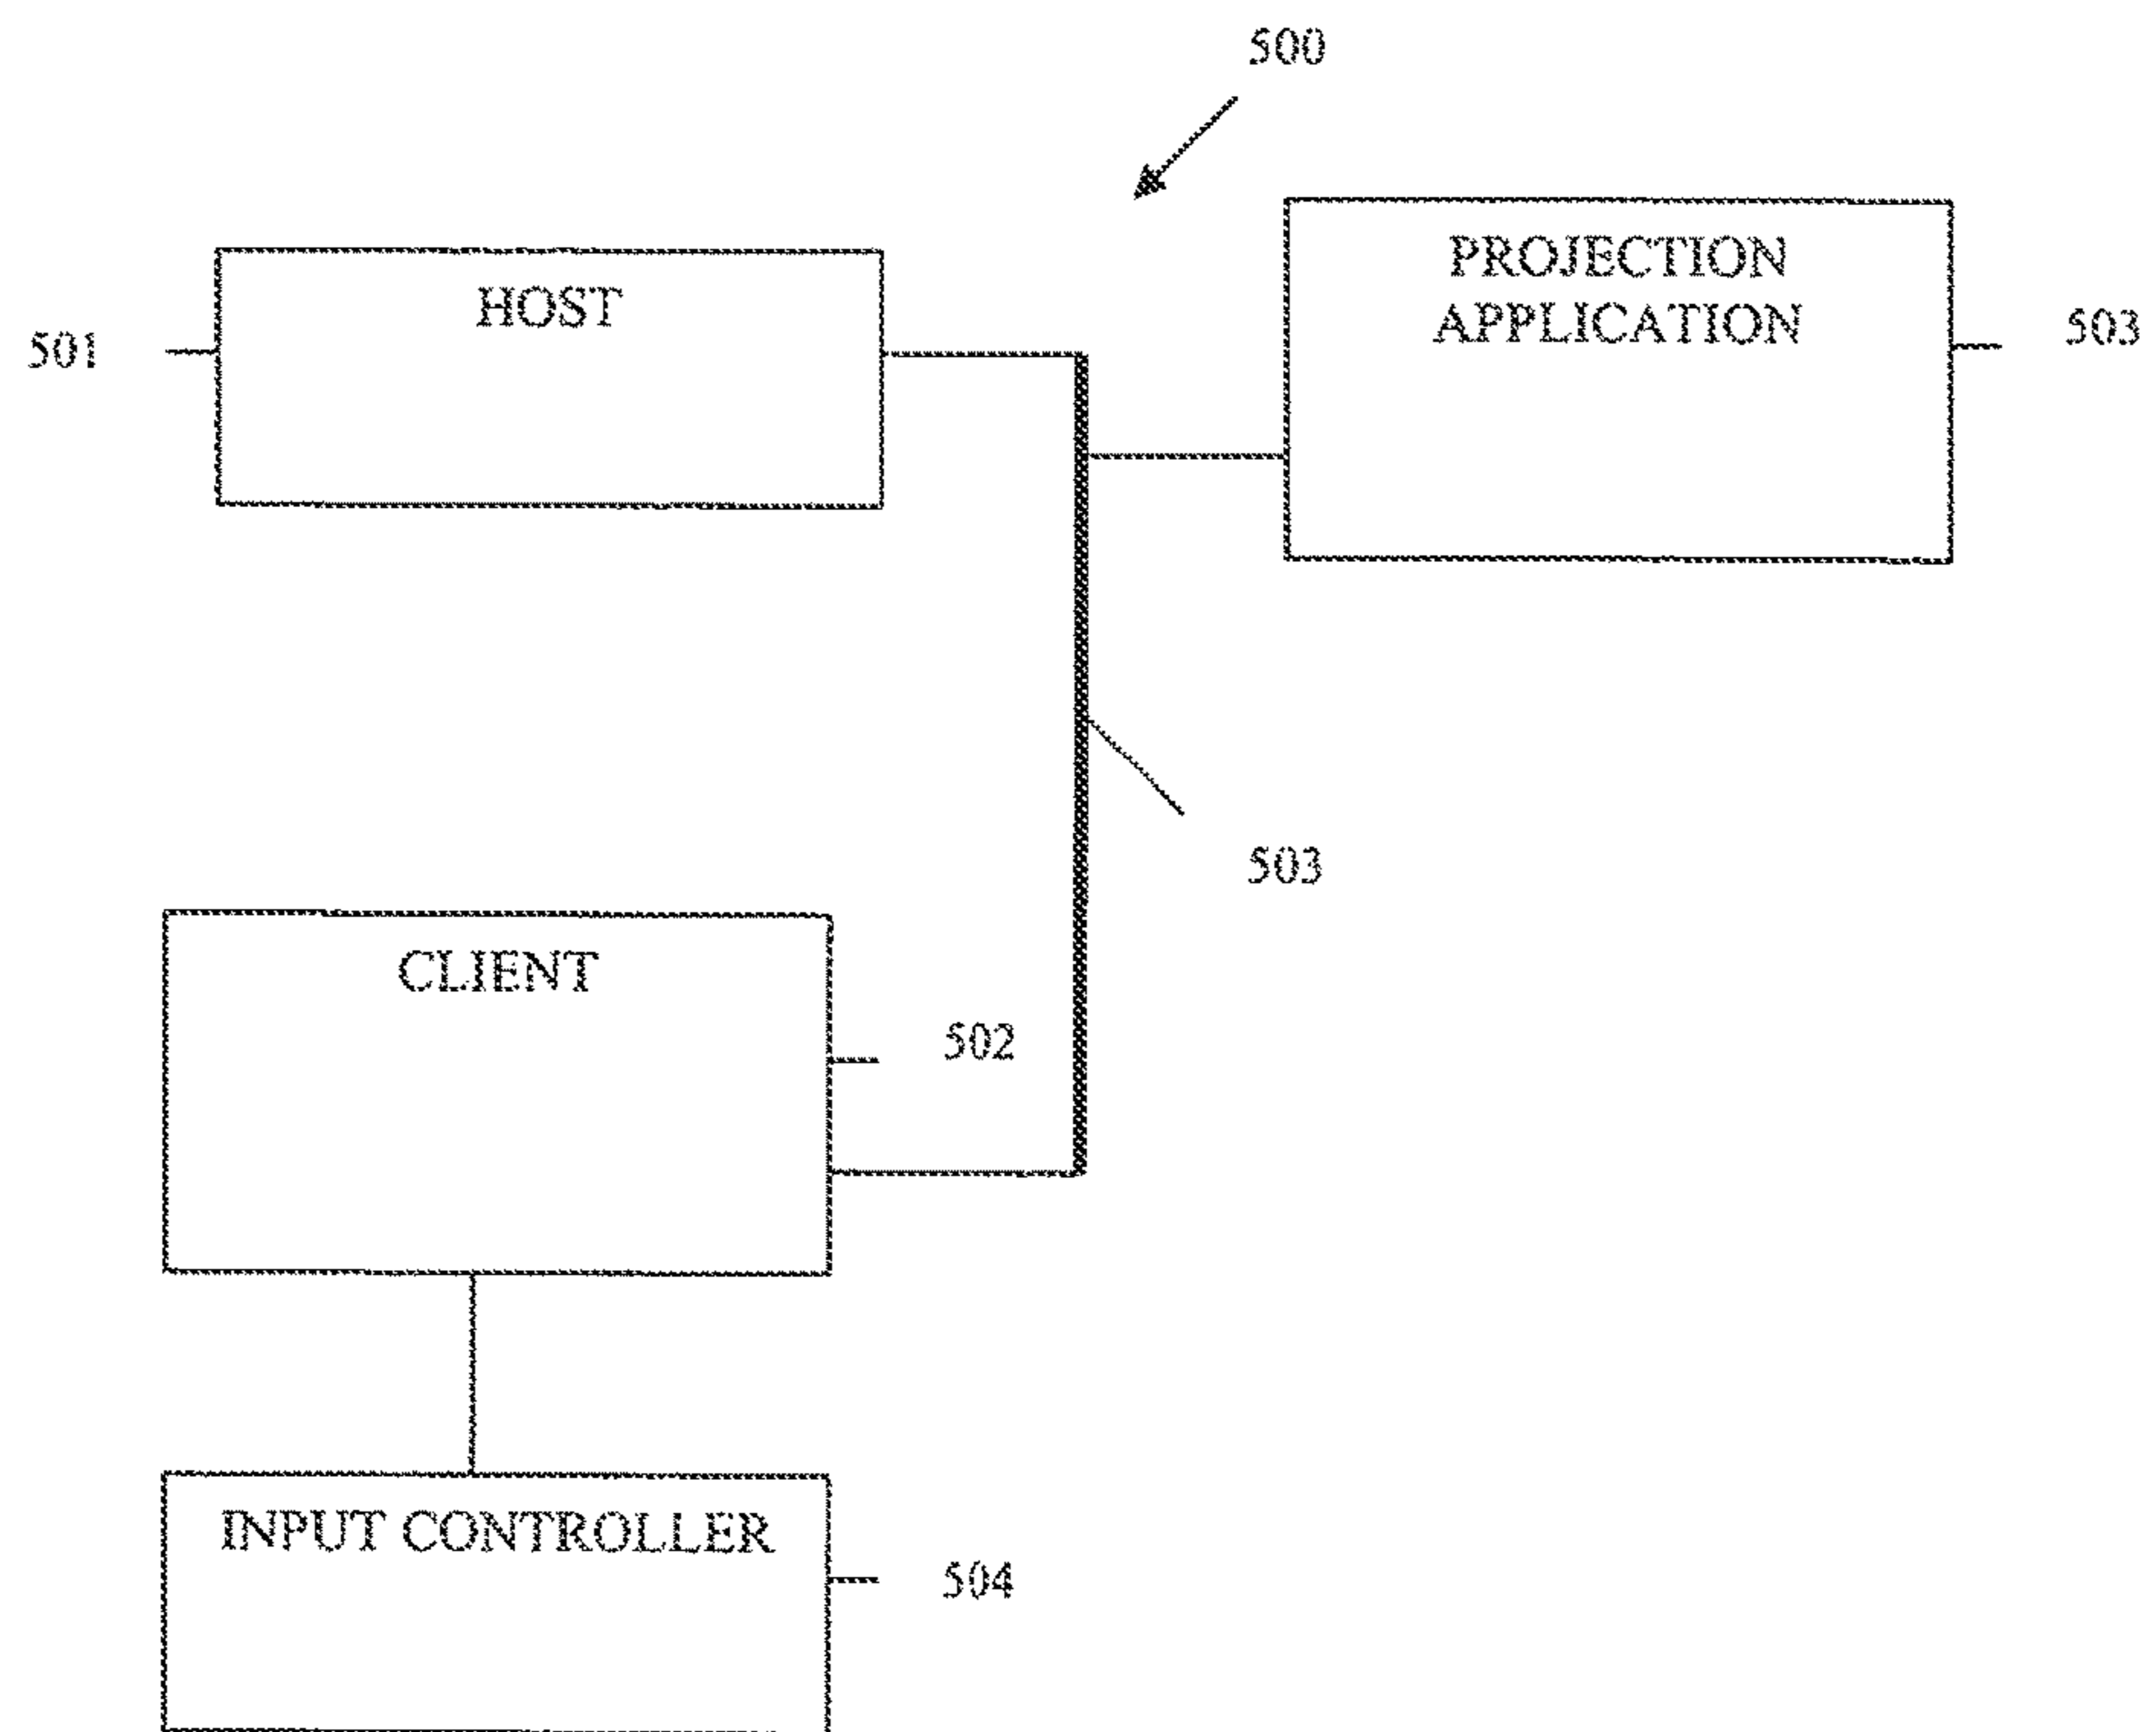 500
HOST
501
PROJECTION
APPLICATION
503
503
CLIENT
502
INPUT CONTROLLER
504